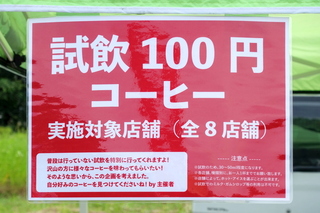 試飲 100 円
コーヒー
実施対象店舗（全 8 店舗）
普段は行っていない試飲を特別に行ってくれますよ！
沢山の方に様々なコーヒーを味わってもらいたい！
そのような思いから、この企画を考えました。
自分好みのコーヒーを見つけてくださいね！by 主催者
注意点